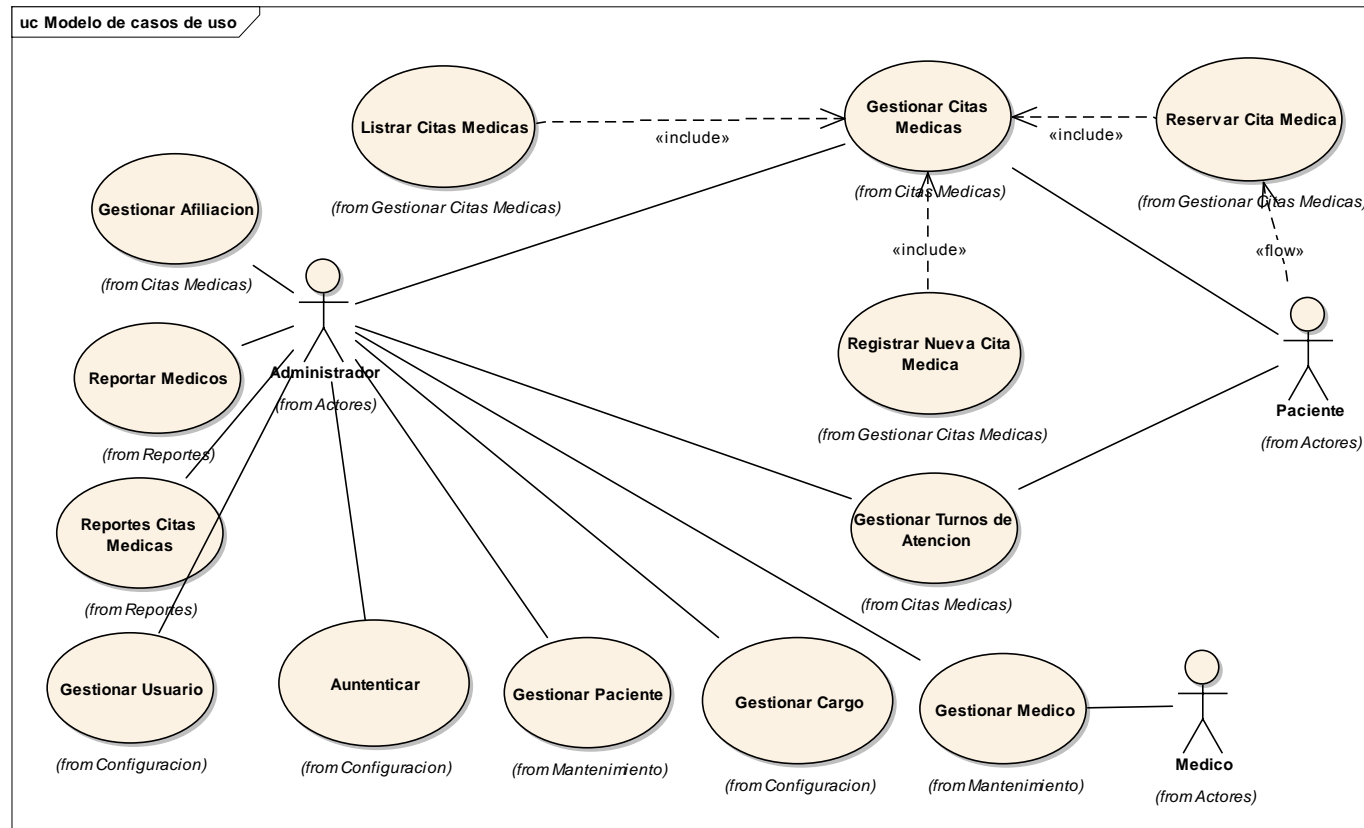 uc Modelo de casos de uso
Listrar Citas Medicas
(from Gestionar Citas Medicas)
«include»
Gestionar Citas
Medicas
(from Citas Medicas)
«include»
Reservar Cita Medica
(from Gestionar Citas Medicas)
Gestionar Afiliacion
(from Citas Medicas)
«include»
«flow»
Administrador
(from Actores)
Registrar Nueva Cita
Medica
(from Gestionar Citas Medicas)
Paciente
(from Actores)
Reportar Medicos
(from Reportes)
Reportes Citas
Medicas
(from Reportes)
Gestionar Turnos de
Atencion
(from Citas Medicas)
Gestionar Usuario
(from Configuracion)
Auntenticar
(from Configuracion)
Gestionar Paciente
(from Mantenimiento)
Gestionar Cargo
(from Configuracion)
Gestionar Medico
(from Mantenimiento)
Medico
(from Actores)